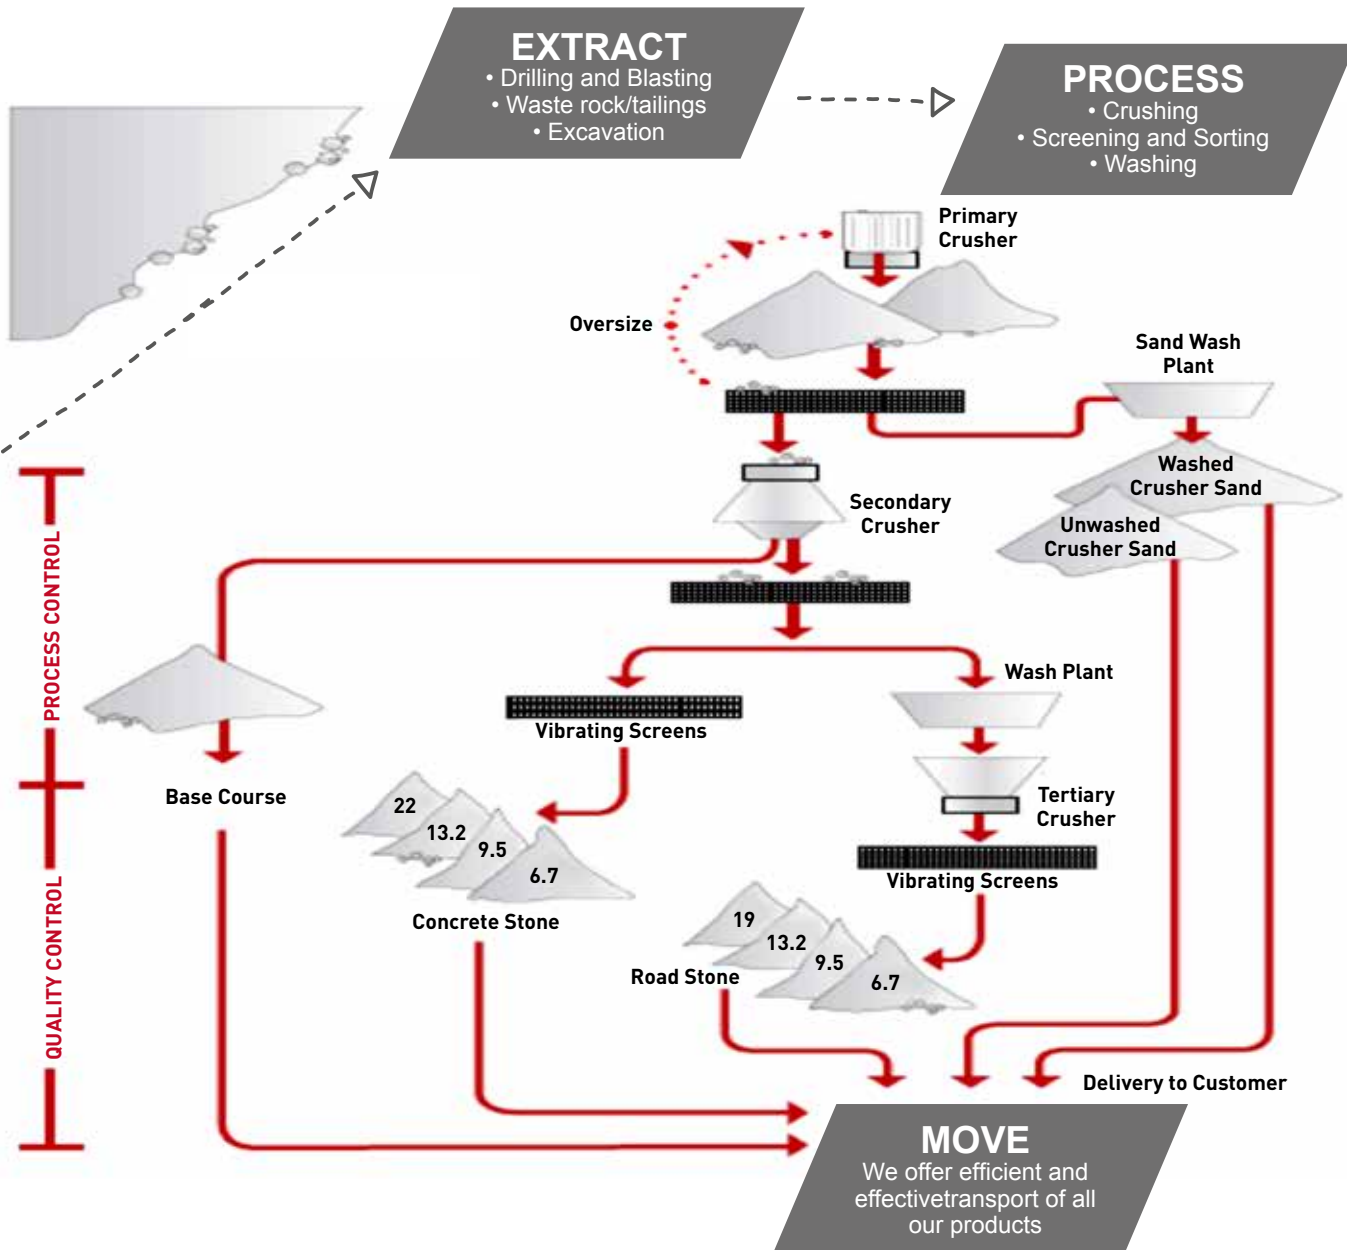 EXTRACT
• Drilling and Blasting
• Waste rock/tailings
• Excavation
PROCESS
• Crushing
• Screening and Sorting
• Washing
Primary
Crusher
Oversize
Sand Wash
Plant
Washed
Crusher Sand
Unwashed
Crusher Sand
Secondary
Crusher
PROCESS CONTROL
Wash Plant
Vibrating Screens
Base Course
22
13.2
9.5
6.7
Concrete Stone
Tertiary
Crusher
Vibrating Screens
QUALITY CONTROL
19
13.2
9.5
6.7
Road Stone
Delivery to Customer
MOVE
We offer efficient and
effectivetransport of all
our products